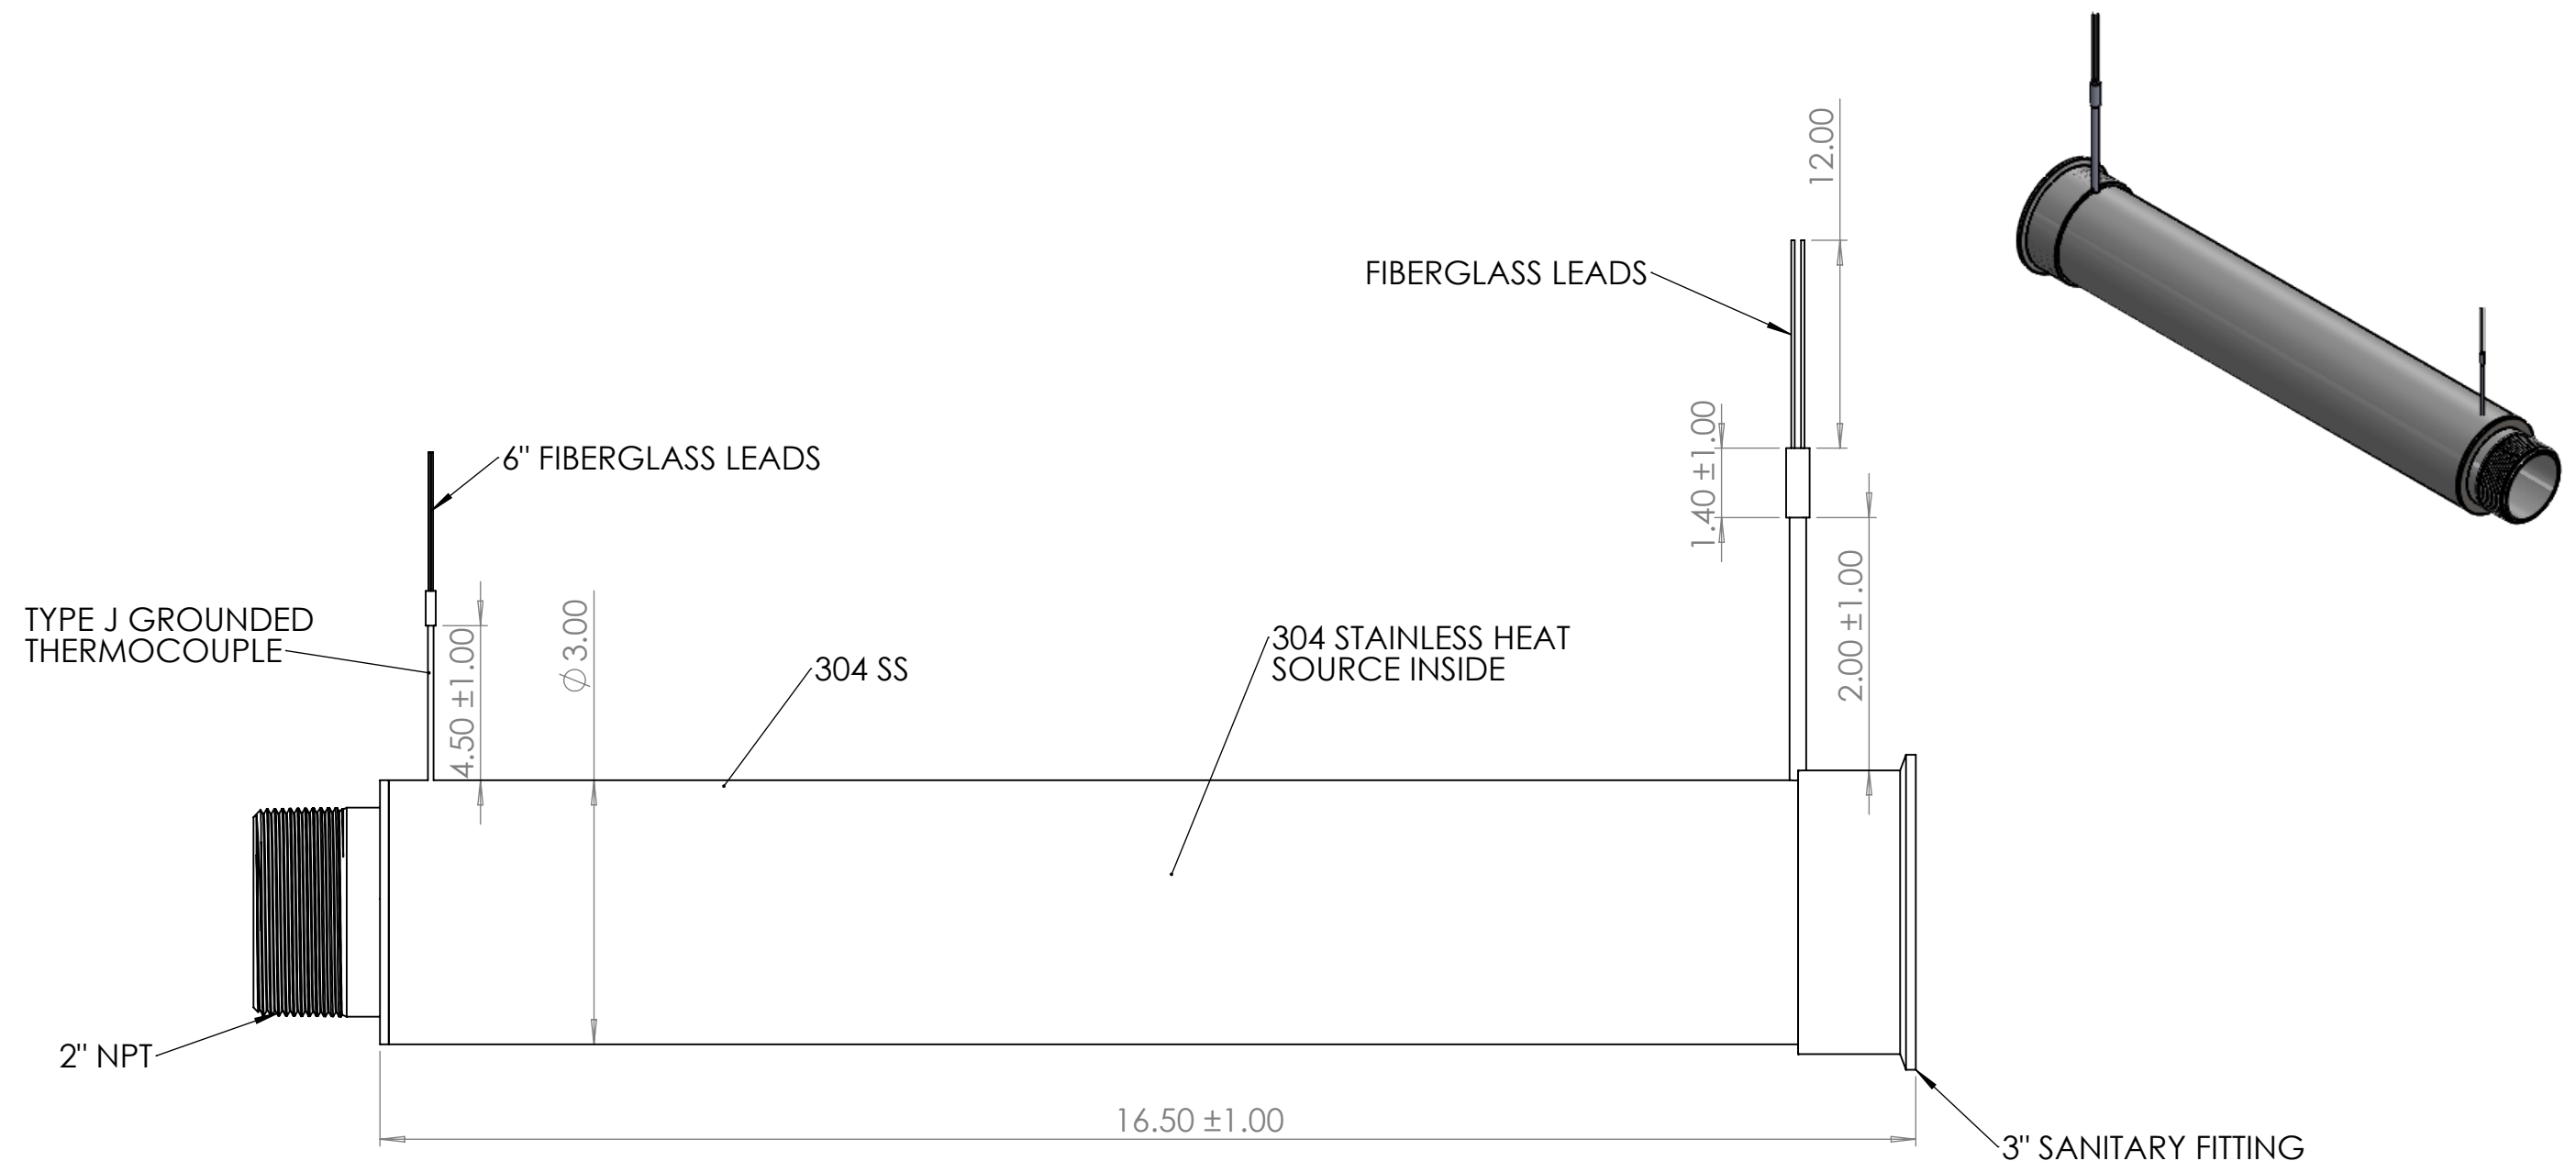 12.00
FIBERGLASS LEADS
1.40 ±1.00
6" FIBERGLASS LEADS
2.00 ±1.00
TYPE J GROUNDED
THERMOCOUPLE
4.50 ±1.00
∅ 3.00
304 SS
304 STAINLESS HEAT
SOURCE INSIDE
2" NPT
16.50 ±1.00
3" SANITARY FITTING